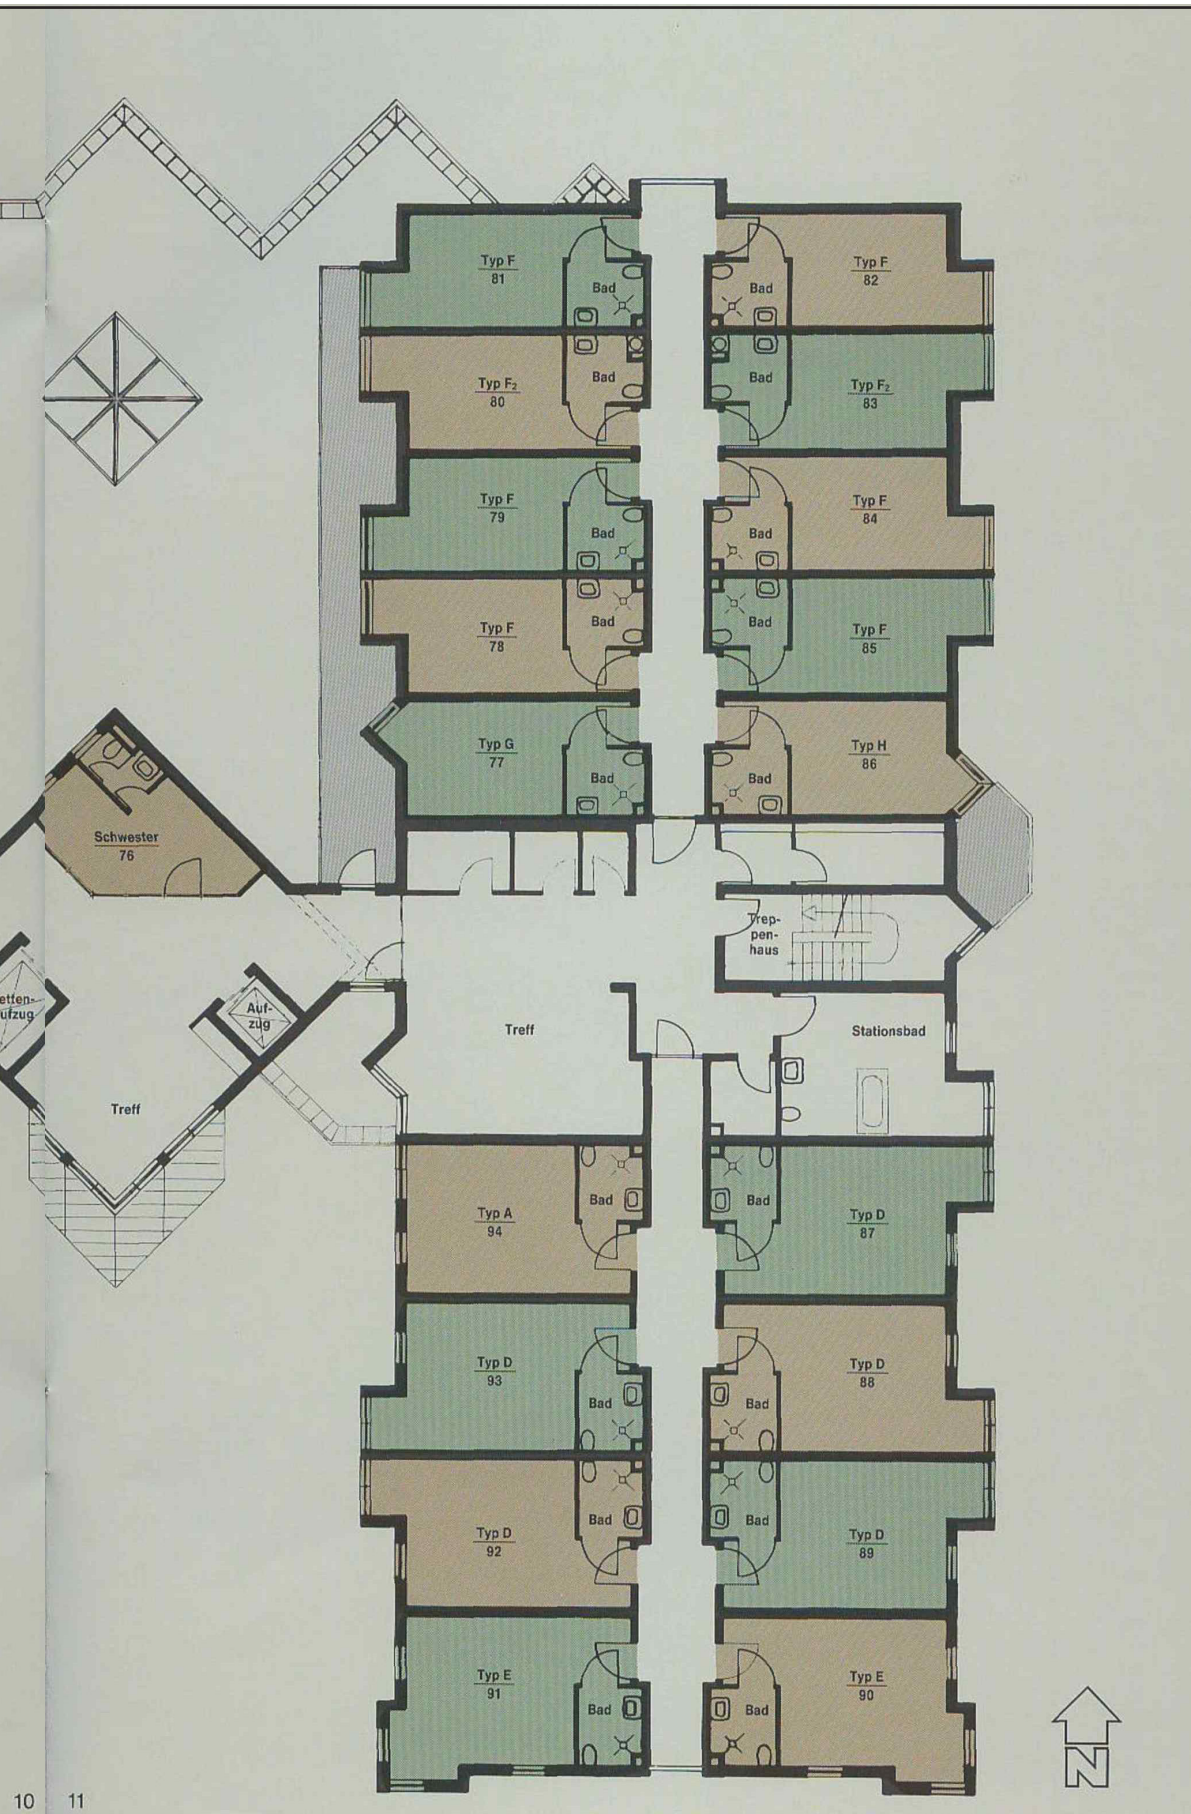 Typ F
81
Bad
Bad
Typ F
82
Typ F₂
80
Bad
Bad
Typ F₂
83
Typ F
79
Bad
Bad
Typ F
84
Typ F
78
Bad
Bad
Typ F
85
Typ G
77
Bad
Bad
Typ H
86
Schwester
76
Trep-
pen-
haus
etten-
ufzug
Auf-
zug
Treff
Stationsbad
Treff
Typ A
94
Bad
Bad
Typ D
87
Typ D
93
Bad
Bad
Typ D
88
Typ D
92
Bad
Bad
Typ D
89
Typ E
91
Bad
Bad
Typ E
90
N
10 11